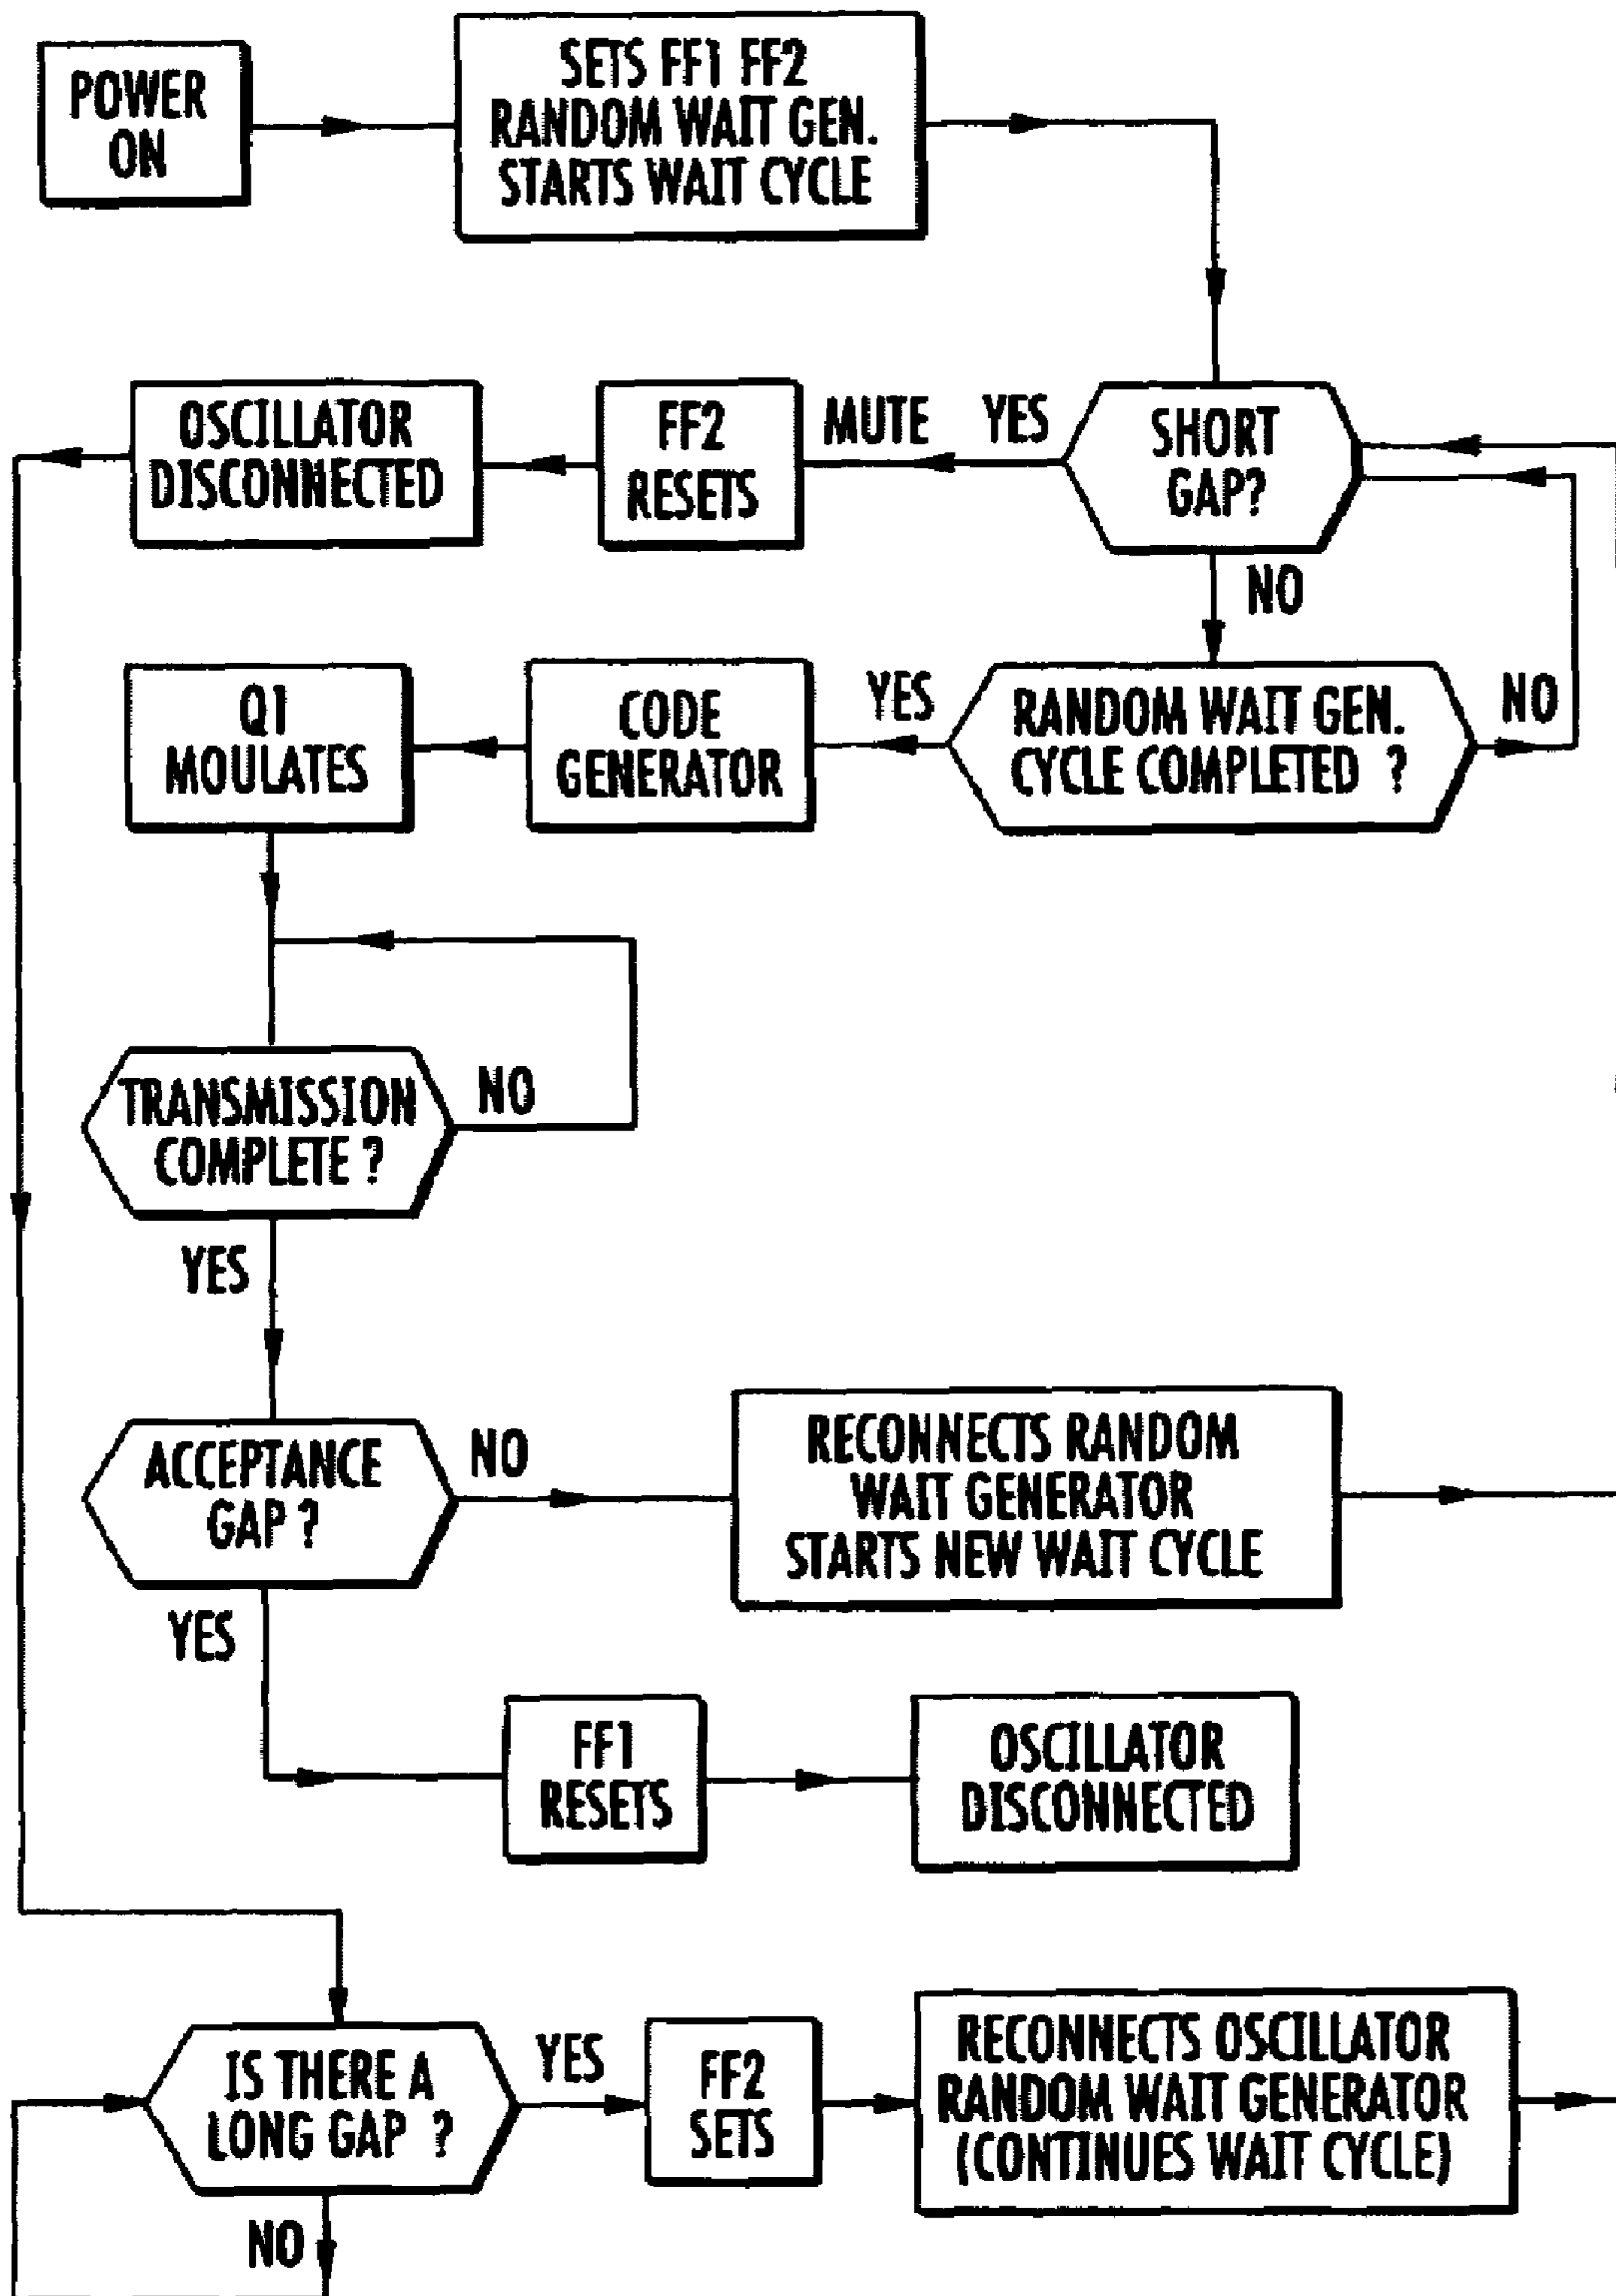 POWER
ON
SETS FF1 FF2
RANDOM WAIT GEN.
STARTS WAIT CYCLE
OSCILLATOR
DISCONNECTED
FF2
RESETS
MUTE YES
SHORT
GAP?
NO
Q1
MOULATES
CODE
GENERATOR
YES
RANDOM WAIT GEN.
CYCLE COMPLETED ?
NO
TRANSMISSION
COMPLETE ?
NO
YES
ACCEPTANCE
GAP ?
NO
RECONNECTS RANDOM
WAIT GENERATOR
STARTS NEW WAIT CYCLE
YES
FF1
RESETS
OSCILLATOR
DISCONNECTED
IS THERE A
LONG GAP ?
YES
FF2
SETS
RECONNECTS OSCILLATOR
RANDOM WAIT GENERATOR
(CONTINUES WAIT CYCLE)
NO